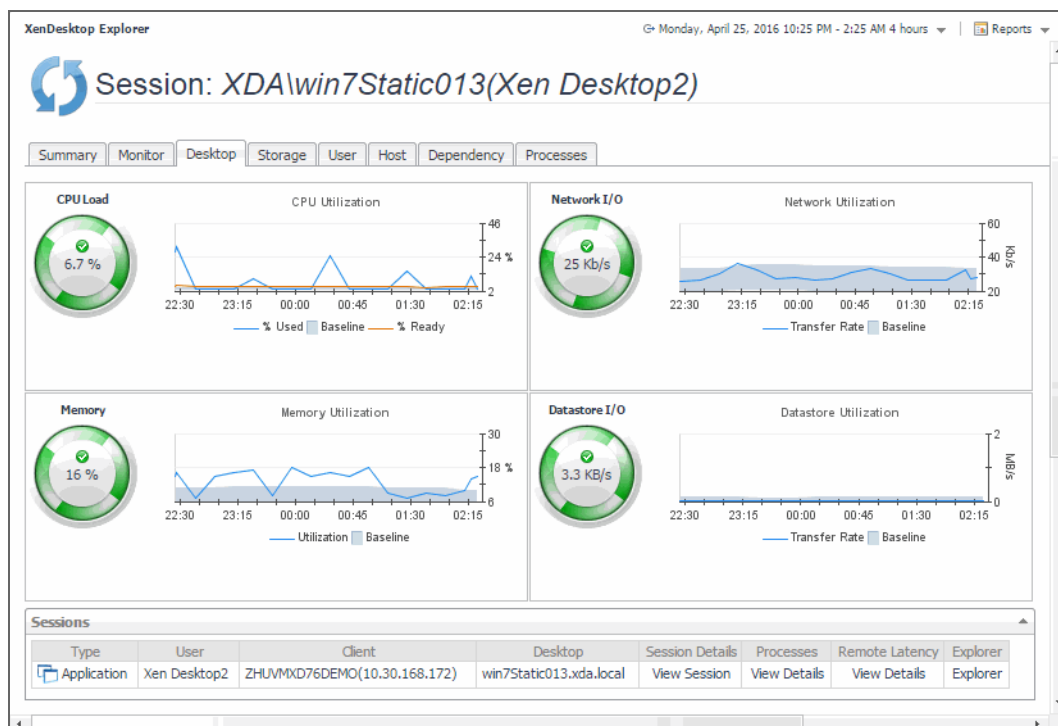 XenDesktop Explorer
Monday, April 25, 2016 10:25 PM - 2:25 AM 4 hours | Reports
Session: XDA\win7Static013(Xen Desktop2)
Summary Monitor Desktop Storage User Host Dependency Processes
CPU Load
6.7 %
CPU Utilization
46
24 %
2
22:30 23:15 00:00 00:45 01:30 02:15
% Used Baseline % Ready
Network I/O
25 Kb/s
Network Utilization
60
40
20
Kb/s
22:30 23:15 00:00 00:45 01:30 02:15
Transfer Rate Baseline
Memory
16 %
Memory Utilization
30
18 %
6
22:30 23:15 00:00 00:45 01:30 02:15
Utilization Baseline
Datastore I/O
3.3 KB/s
Datastore Utilization
2
0
MB/s
22:30 23:15 00:00 00:45 01:30 02:15
Transfer Rate Baseline
Sessions
Type User Client Desktop Session Details Processes Remote Latency Explorer
Application Xen Desktop2 ZHUVMXD76DEMO(10.30.168.172) win7Static013.xda.local View Session View Details View Details Explorer